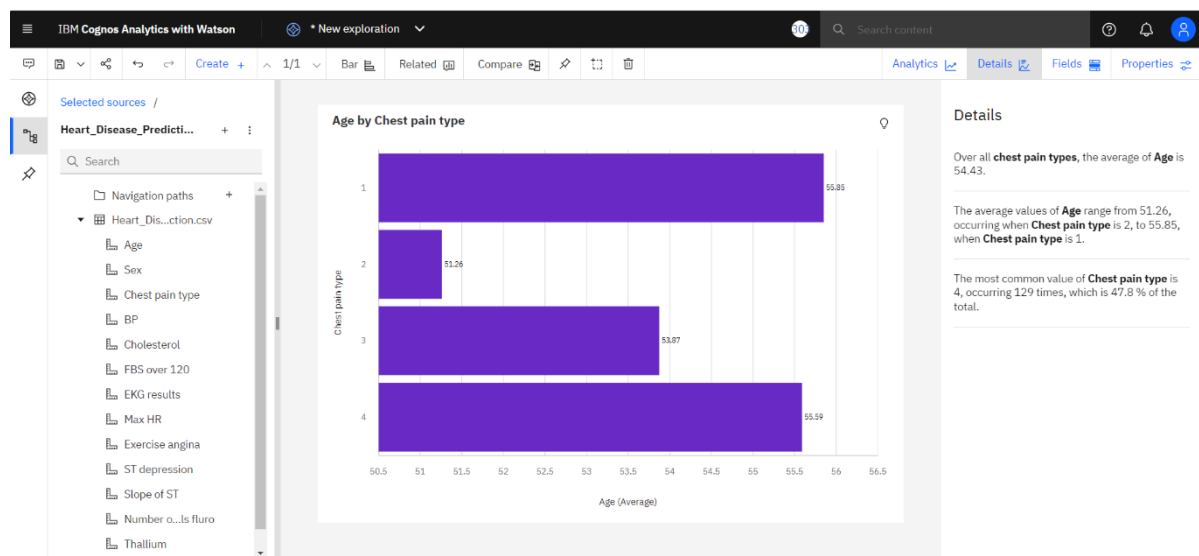 IBM Cognos Analytics with Watson
* New exploration
Search content
Create +
1/1
Bar
Related
Compare
Analytics
Details
Fields
Properties
Selected sources /
Heart_Disease_Predicti...
Search
Navigation paths
Heart_Dis...ction.csv
Age
Sex
Chest pain type
BP
Cholesterol
FBS over 120
EKG results
Max HR
Exercise angina
ST depression
Slope of ST
Number o...ls fluro
Thallium
Age by Chest pain type
Chest pain type
1
55.85
2
51.26
3
53.87
4
55.59
50.5 51 51.5 52 52.5 53 53.5 54 54.5 55 55.5 56 56.5
Age (Average)
Details
Over all chest pain types, the average of Age is
54.43.
The average values of Age range from 51.26,
occurring when Chest pain type is 2, to 55.85,
when Chest pain type is 1.
The most common value of Chest pain type is
4, occurring 129 times, which is 47.8 % of the
total.